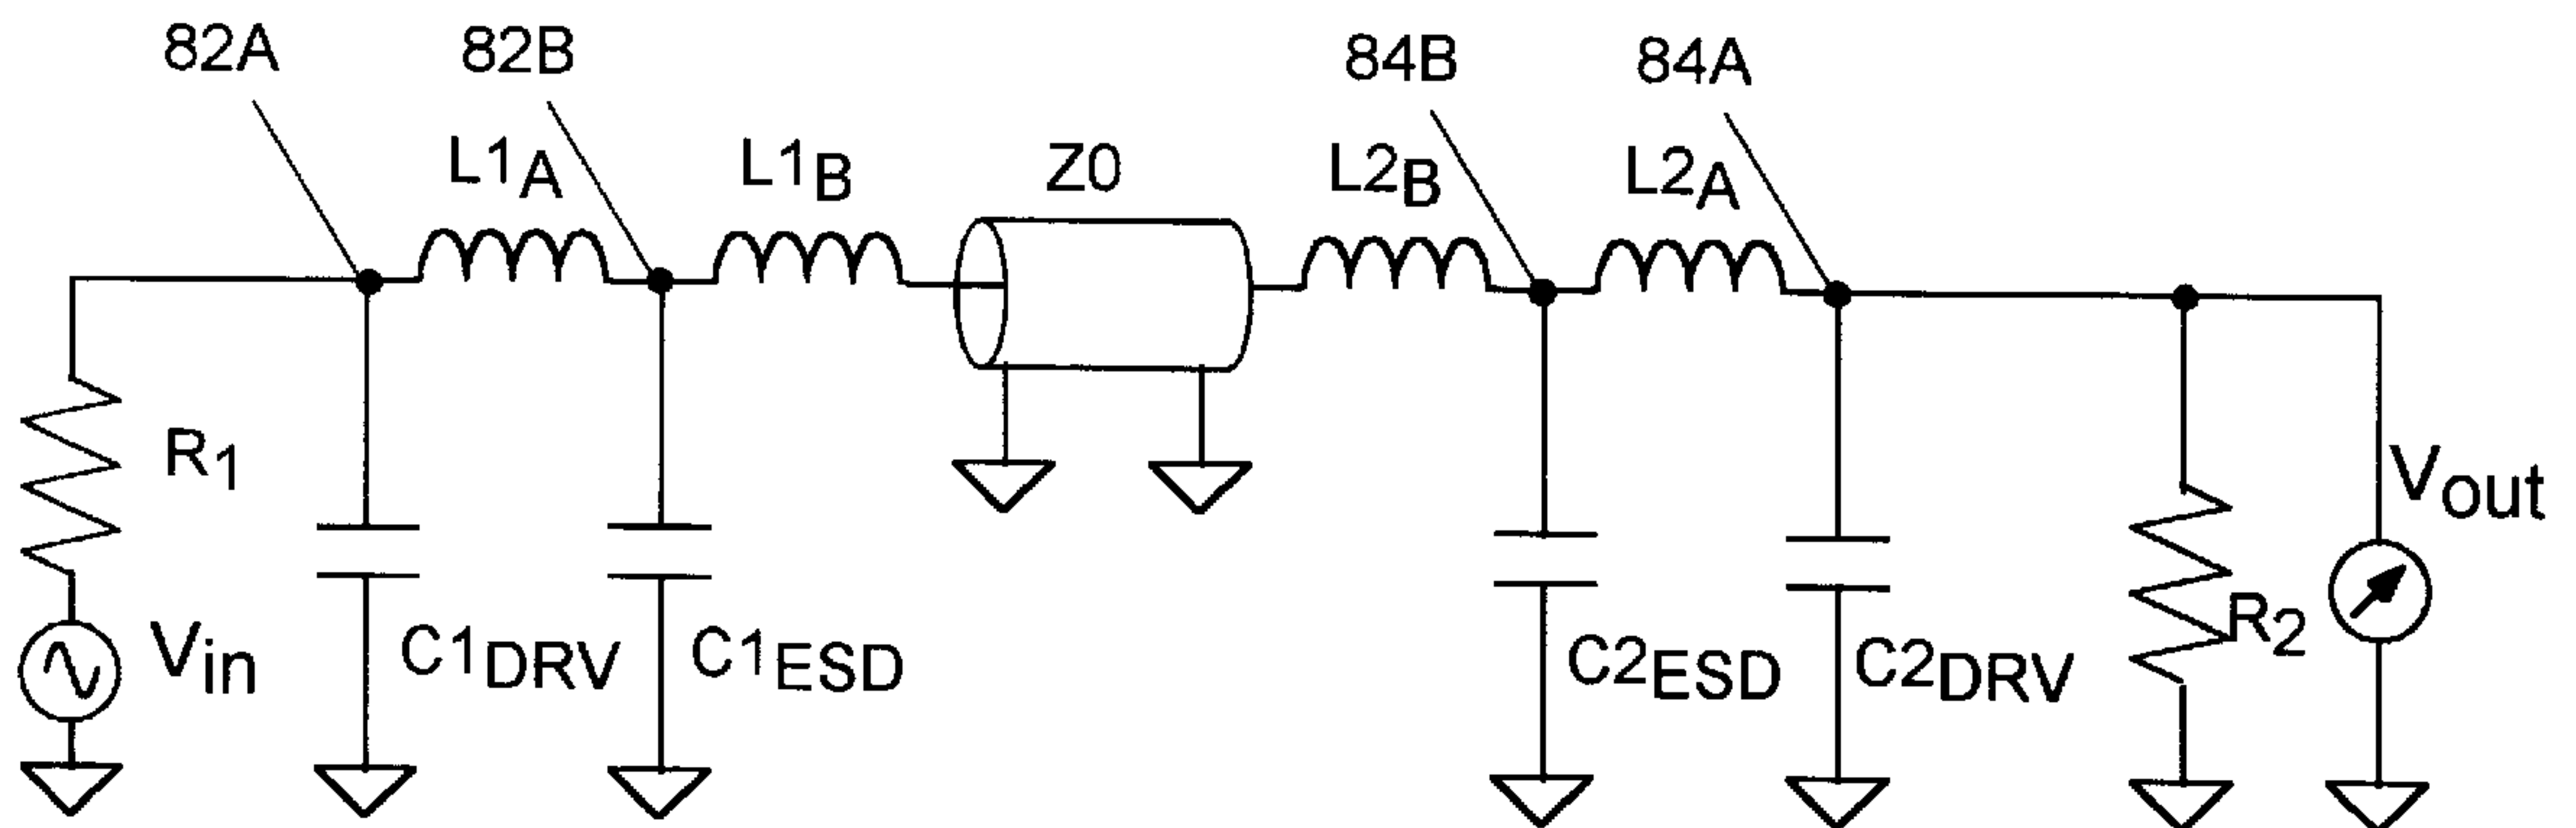 82A
82B
84B
84A
L1A
L1B
Z0
L2B
L2A
R1
Vin
C1DRV
C1ESD
C2ESD
C2DRV
R2
Vout